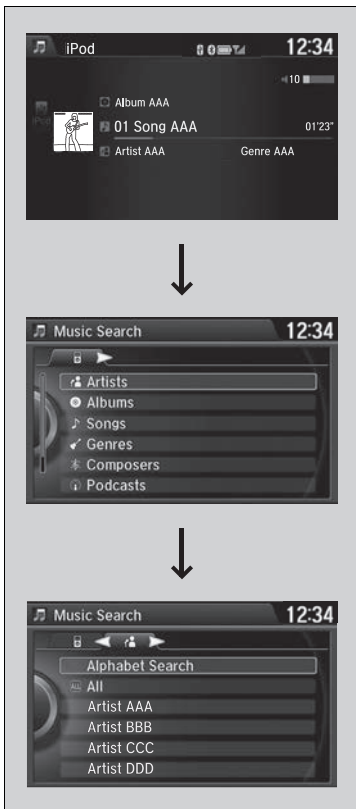 iPod 12:34
10
Album AAA
01 Song AAA 01'23"
Artist AAA Genre AAA
Music Search 12:34
Artists
Albums
Songs
Genres
Composers
Podcasts
Music Search 12:34
Alphabet Search
ALL All
Artist AAA
Artist BBB
Artist CCC
Artist DDD